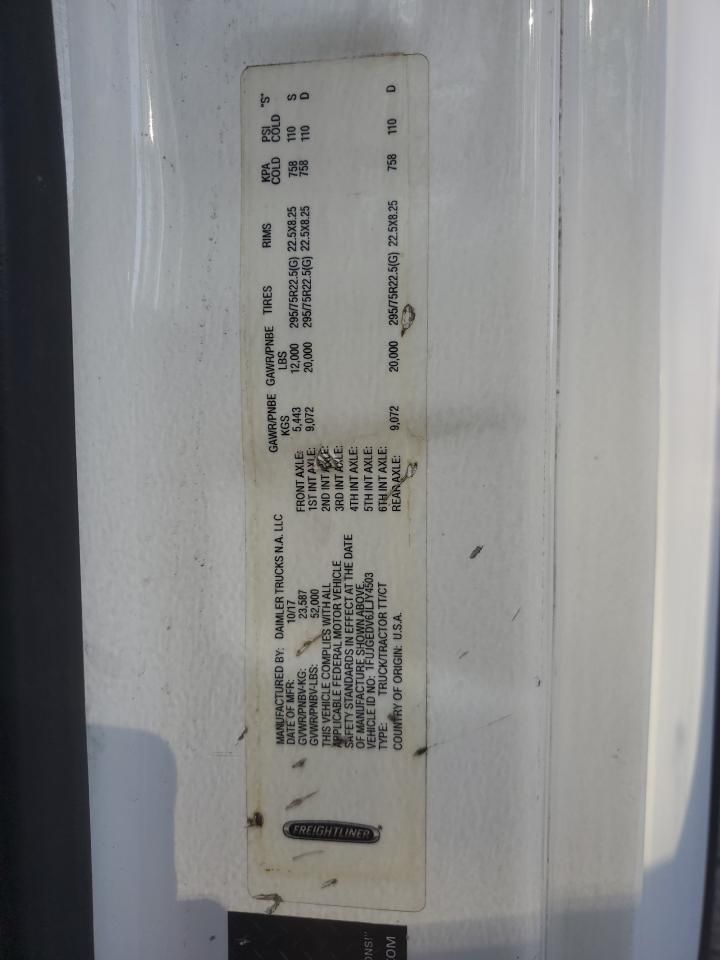 FREIGHTLINER
MANUFACTURED BY: DAIMLER TRUCKS N.A. LLC
DATE OF MFR: 10/17
GVWR/PNBV-KG: 23,587
GVWR/PNBV-LBS: 52,000
THIS VEHICLE COMPLIES WITH ALL
APPLICABLE FEDERAL MOTOR VEHICLE
SAFETY STANDARDS IN EFFECT AT THE DATE
OF MANUFACTURE SHOWN ABOVE.
VEHICLE ID NO: 1FUJGEDV6JLJY4503
TYPE: TRUCK/TRACTOR TT/CT
COUNTRY OF ORIGIN: U.S.A.
GAWR/PNBE GAWR/PNBE TIRES RIMS KPA PSI "S"
KGS LBS COLD COLD
FRONT AXLE: 5,443 12,000 295/75R22.5(G) 22.5X8.25 758 110 S
1ST INT AXLE: 9,072 20,000 295/75R22.5(G) 22.5X8.25 758 110 D
2ND INT AXLE:
3RD INT AXLE:
4TH INT AXLE:
5TH INT AXLE:
6TH INT AXLE:
REAR AXLE: 9,072 20,000 295/75R22.5(G) 22.5X8.25 758 110 D
ONS!"
.COM